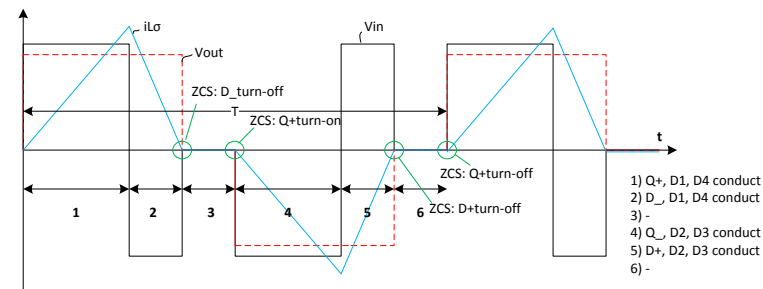 iLσ
Vin
Vout
ZCS: D_turn-off
T
ZCS: Q+turn-on
t
ZCS: Q+turn-off
1
2
3
4
5
6
ZCS: D+turn-off
1) Q+, D1, D4 conduct
2) D_, D1, D4 conduct
3) -
4) Q_, D2, D3 conduct
5) D+, D2, D3 conduct
6) -